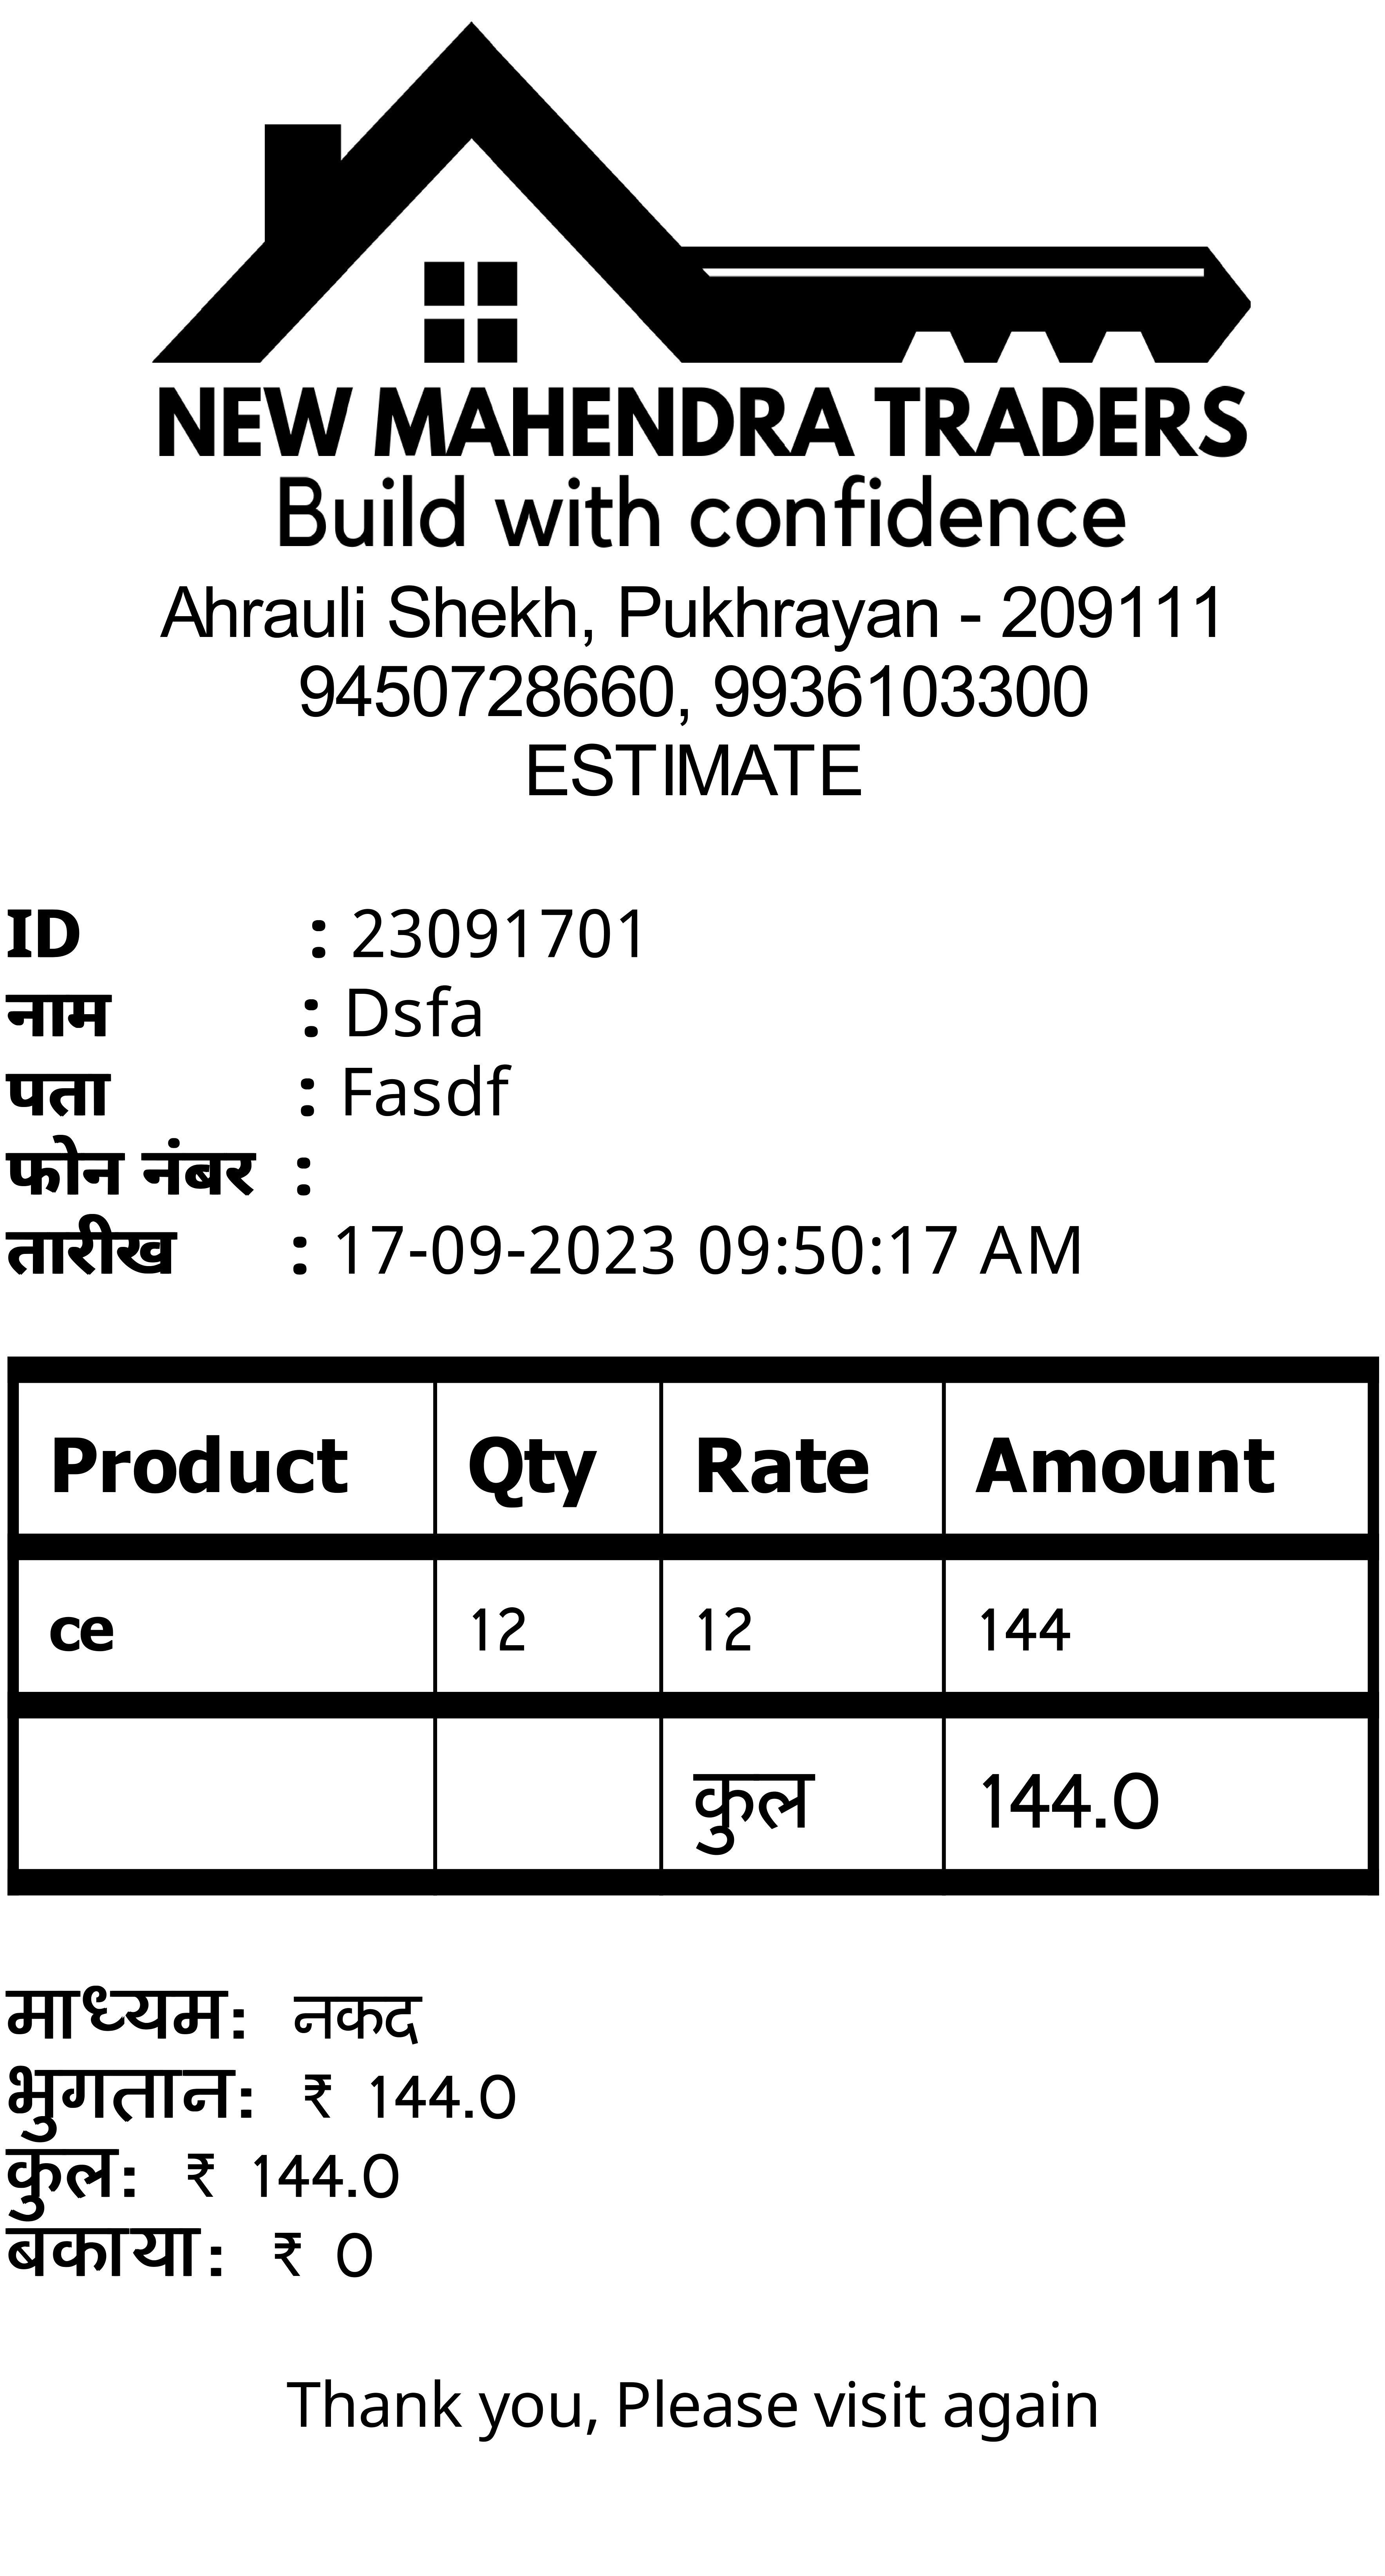 NEW MAHENDRA TRADERS
Build with confidence
Ahrauli Shekh, Pukhrayan - 209111
9450728660, 9936103300
ESTIMATE
ID : 23091701
नाम : Dsfa
पता : Fasdf
फोन नंबर :
तारीख : 17-09-2023 09:50:17 AM
Product Qty Rate Amount
ce 12 12 144
कुल 144.0
माध्यम: नकद
भुगतान: ₹ 144.0
कुल: ₹ 144.0
बकाया: ₹ 0
Thank you, Please visit again